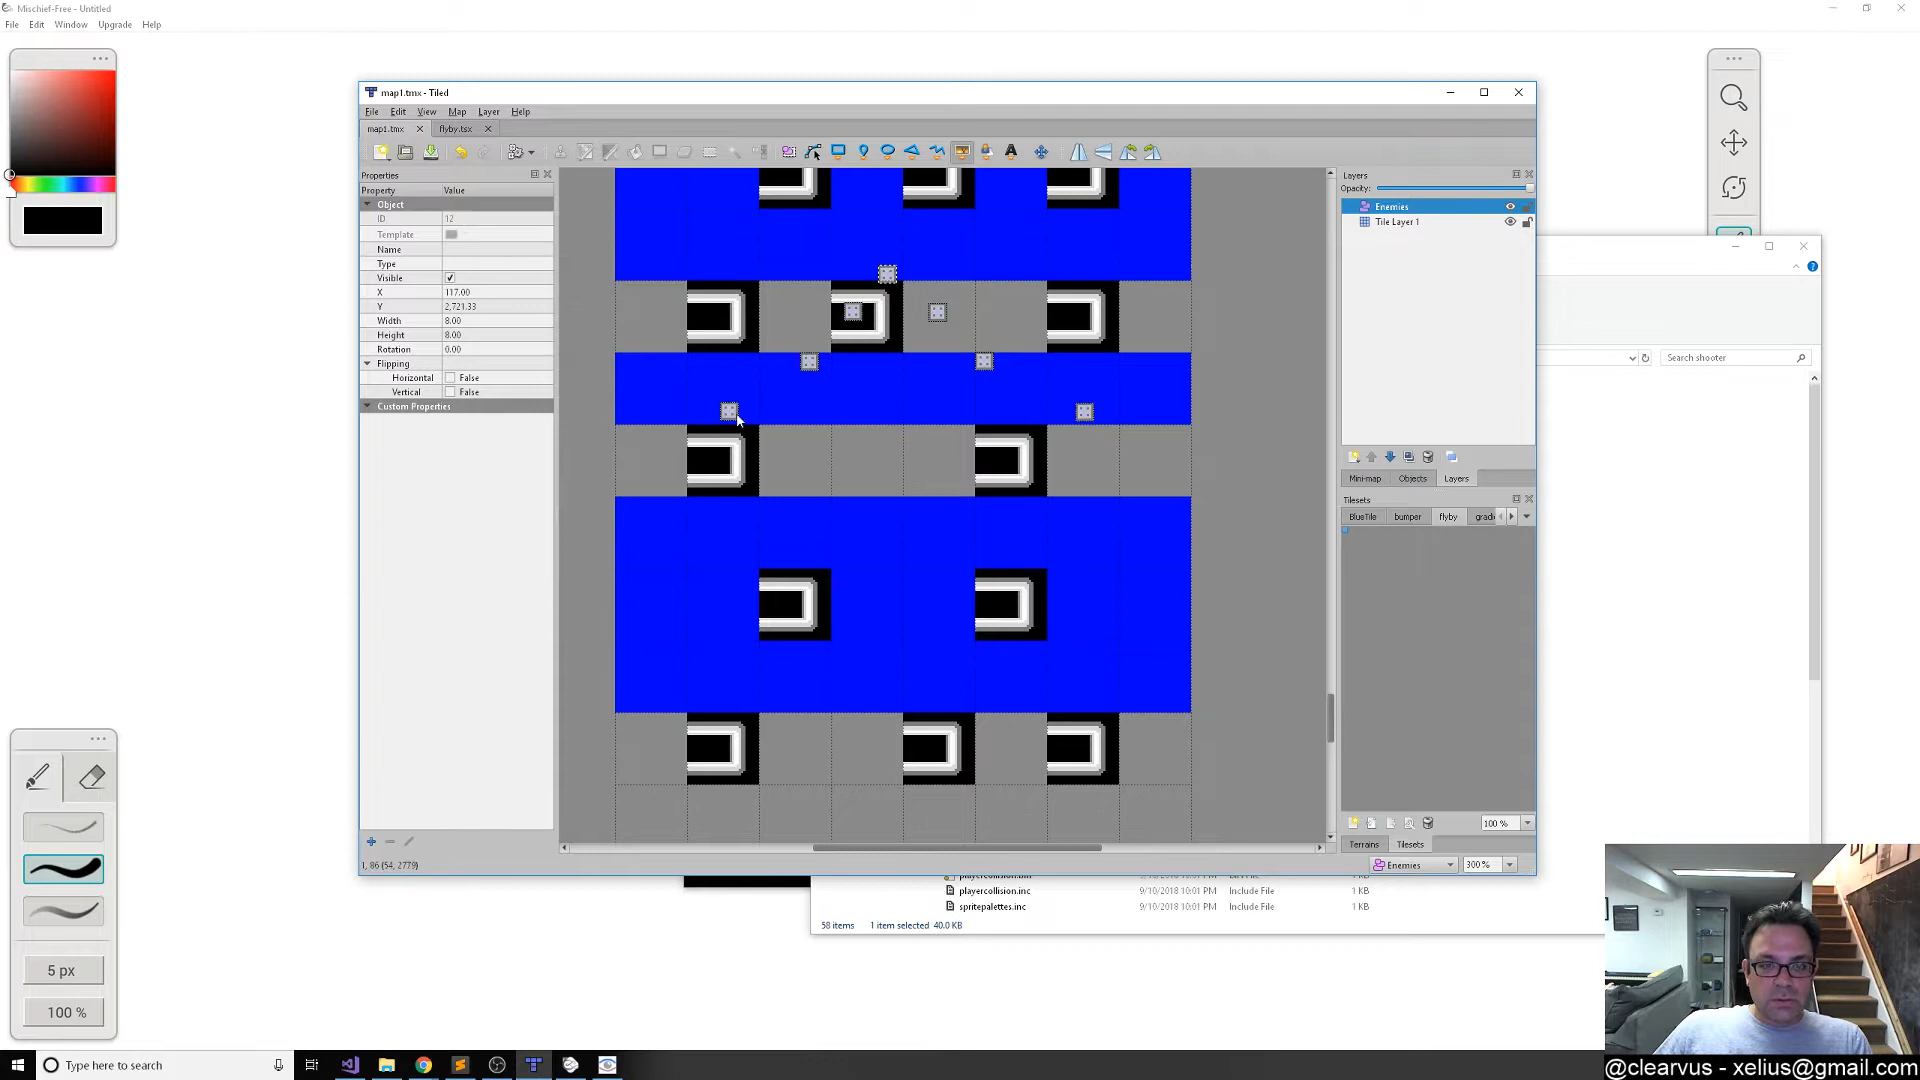 Mischief-Free - Untitled
File Edit Window Upgrade Help
map1.tmx - Tiled
File Edit View Map Layer Help
map1.tmx flyby.tsx
Properties
Property Value
Object
ID 12
Template
Name
Type
Visible
X 117.00
Y 2,721.33
Width 8.00
Height 8.00
Rotation 0.00
Flipping
Horizontal False
Vertical False
Custom Properties
1, 86 (54, 2779)
Layers
Opacity:
Enemies
Tile Layer 1
Mini-map Objects Layers
Tilesets
BlueTile bumper flyby
100 %
Terrains Tilesets
Enemies 300 %
Search shooter
playercollision.inc 9/10/2018 10:01 PM Include File 1 KB
spritepalettes.inc 9/10/2018 10:01 PM Include File 1 KB
58 items 1 item selected 40.0 KB
5 px
100 %
Type here to search
@clearvus - xelius@gmail.com